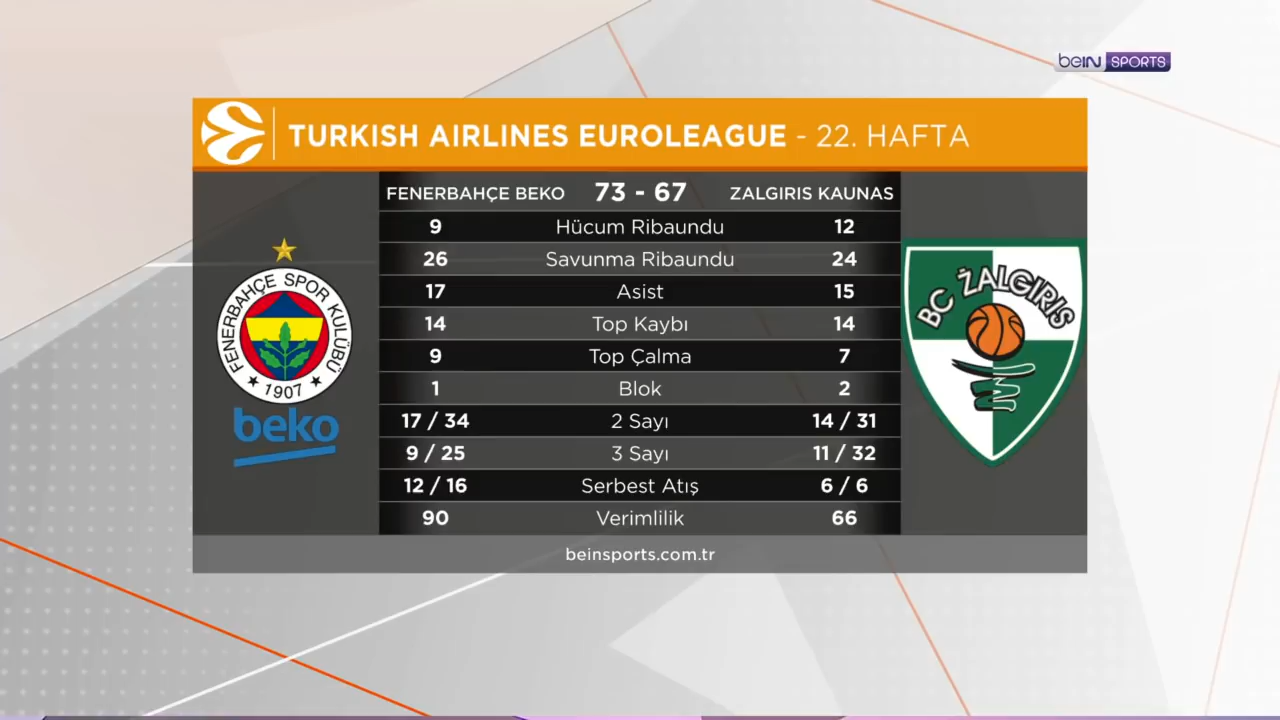 beIN SPORTS
TURKISH AIRLINES EUROLEAGUE - 22. HAFTA
FENERBAHÇE BEKO 73 - 67 ZALGIRIS KAUNAS
9 Hücum Ribaundu 12
26 Savunma Ribaundu 24
17 Asist 15
14 Top Kaybı 14
9 Top Çalma 7
1 Blok 2
17 / 34 2 Sayı 14 / 31
9 / 25 3 Sayı 11 / 32
12 / 16 Serbest Atış 6 / 6
90 Verimlilik 66
FENERBAHÇE SPOR KULÜBÜ
1907
beko
BC ŽALGIRIS
beinsports.com.tr